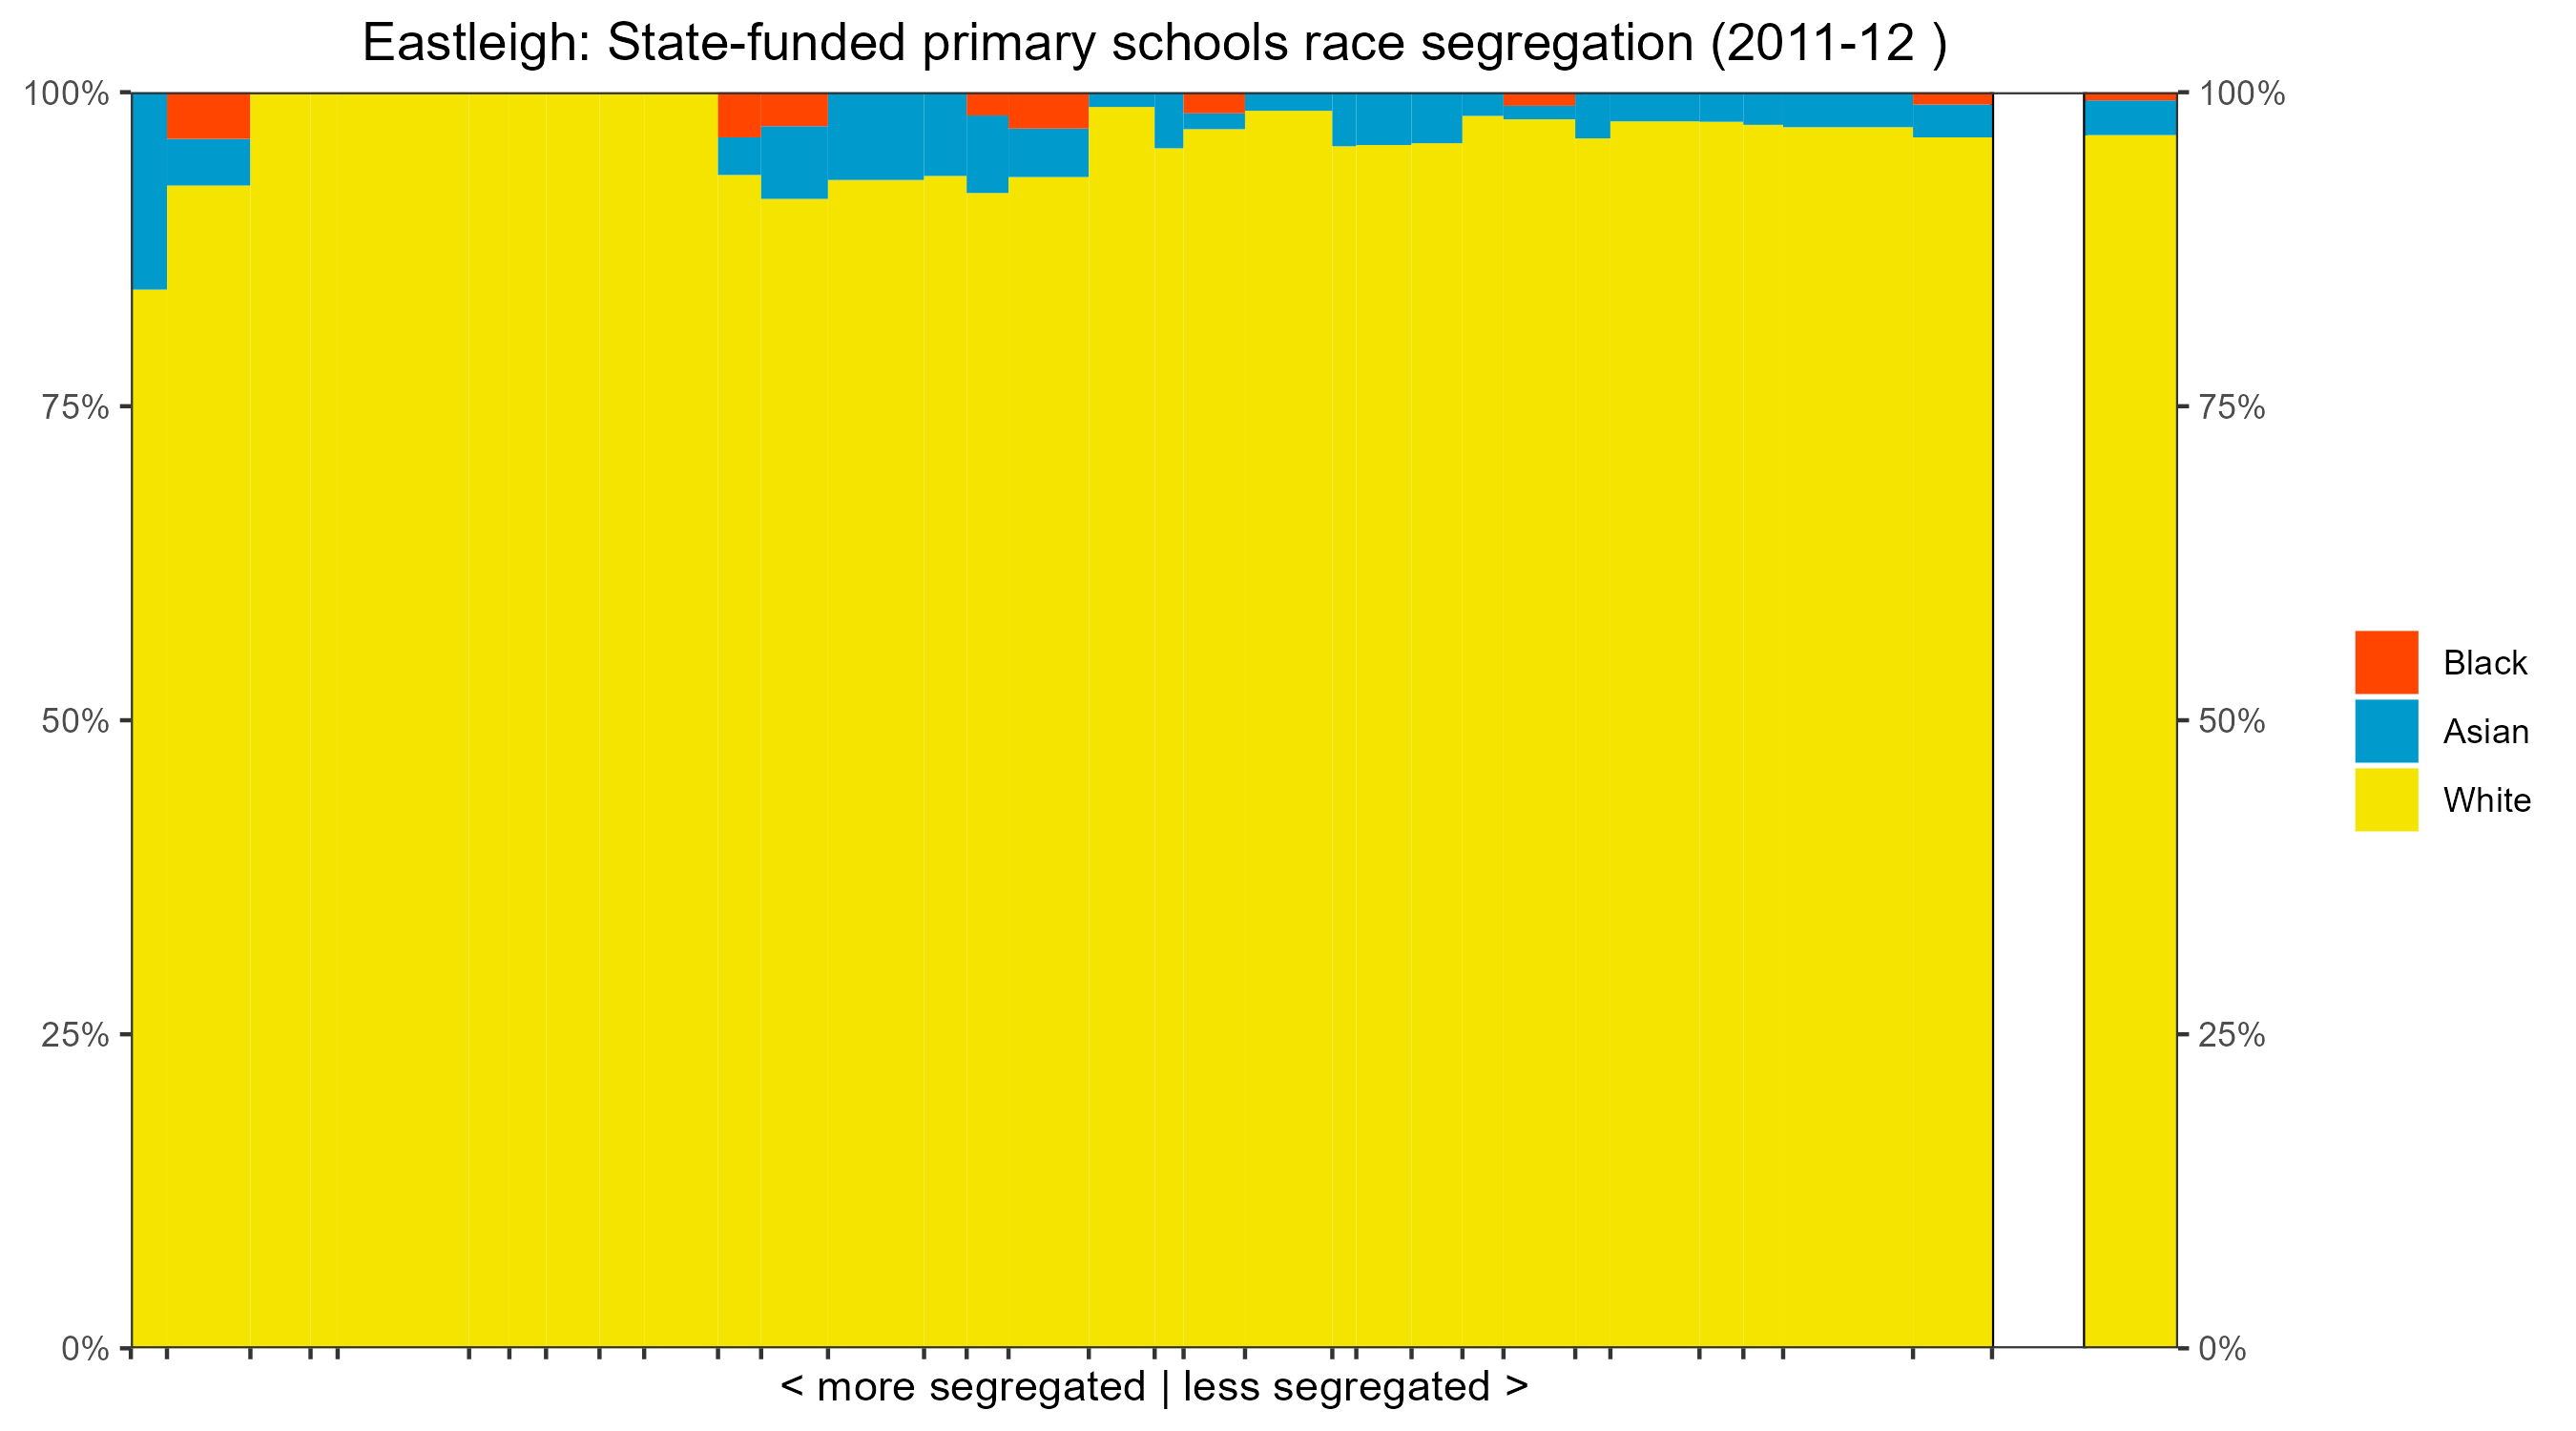 Eastleigh: State-funded primary schools race segregation (2011-12 )
100%
75%
50%
25%
0%
100%
75%
50%
25%
0%
Black
Asian
White
< more segregated | less segregated >